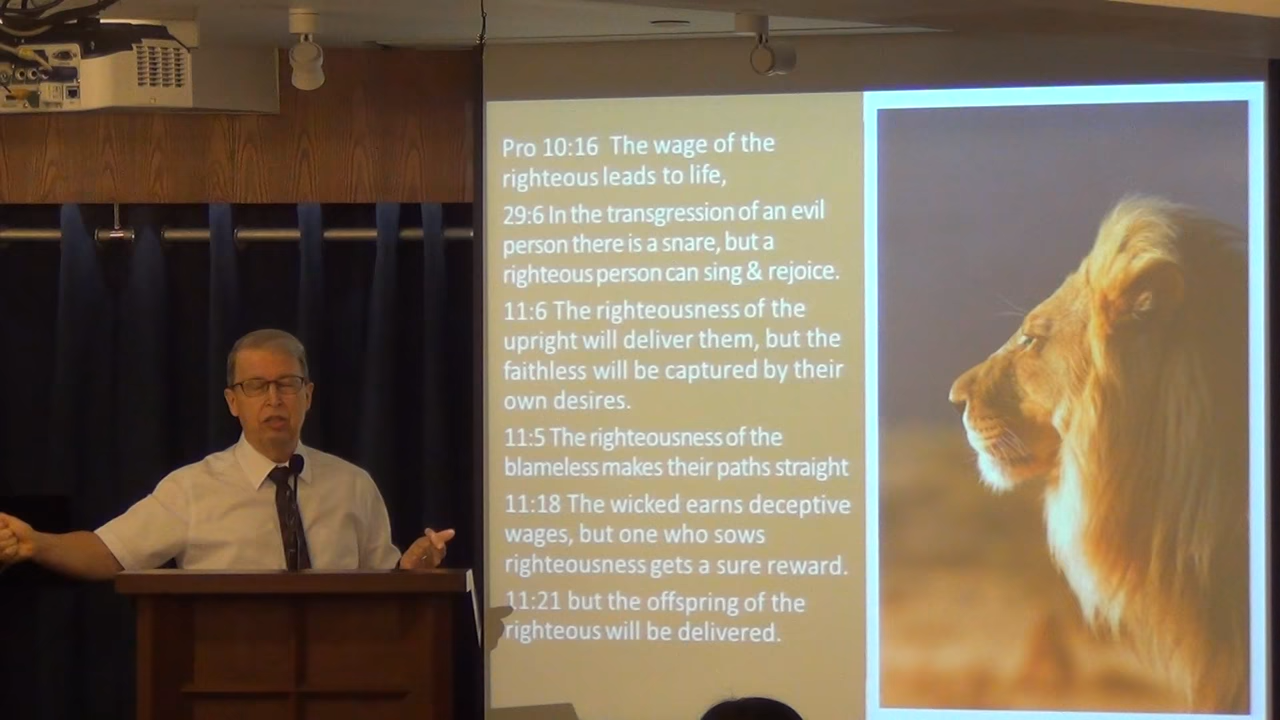 Pro 10:16  The wage of the
righteous leads to life,
29:6 In the transgression of an evil
person there is a snare, but a
righteous person can sing & rejoice.
11:6 The righteousness of the
upright will deliver them, but the
faithless will be captured by their
own desires.
11:5 The righteousness of the
blameless makes their paths straight
11:18 The wicked earns deceptive
wages, but one who sows
righteousness gets a sure reward.
11:21 but the offspring of the
righteous will be delivered.